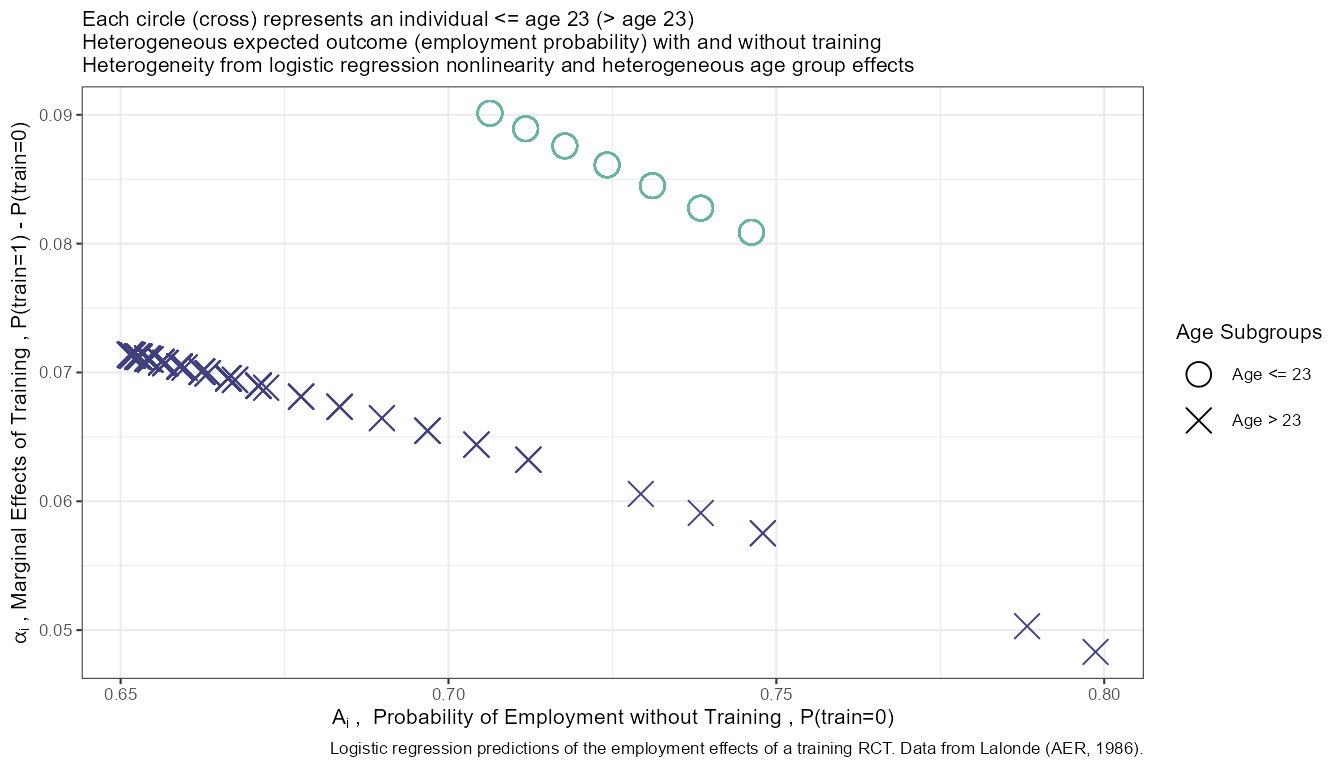 Each circle (cross) represents an individual <= age 23 (> age 23)
Heterogeneous expected outcome (employment probability) with and without training
Heterogeneity from logistic regression nonlinearity and heterogeneous age group effects
αᵢ , Marginal Effects of Training , P(train=1) - P(train=0)
0.09
0.08
0.07
0.06
0.05
0.65
0.70
0.75
0.80
Aᵢ ,  Probability of Employment without Training , P(train=0)
Age Subgroups
Age <= 23
Age > 23
Logistic regression predictions of the employment effects of a training RCT. Data from Lalonde (AER, 1986).